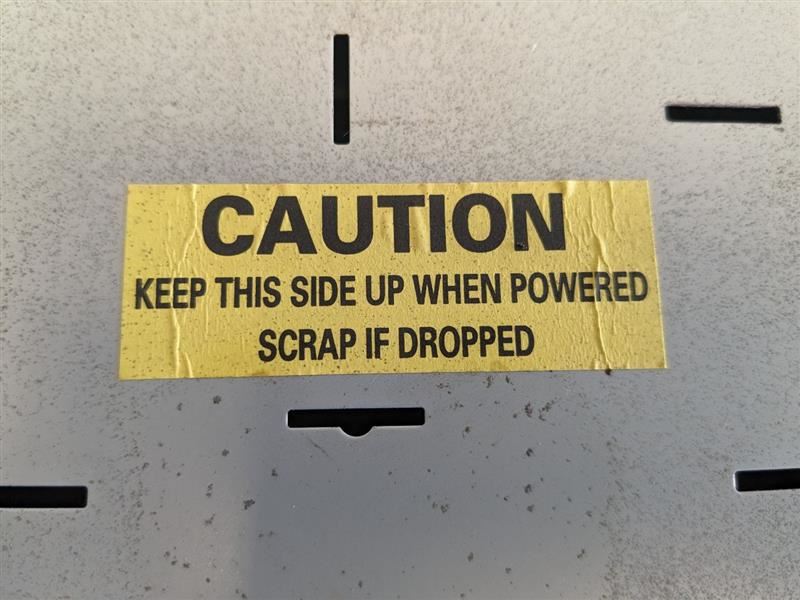 CAUTION
KEEP THIS SIDE UP WHEN POWERED
SCRAP IF DROPPED